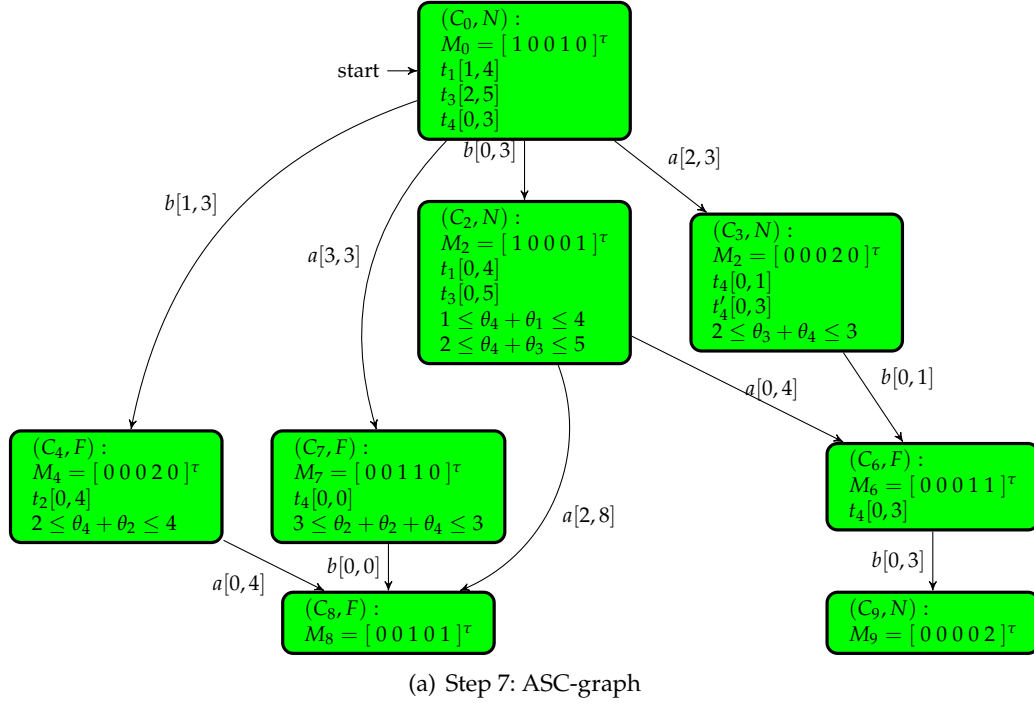 (C₀, N) :
M₀ = [ 1 0 0 1 0 ]^τ
t₁[1, 4]
t₃[2, 5]
t₄[0, 3]
start
b[0, 3]
a[2, 3]
b[1, 3]
a[3, 3]
(C₂, N) :
M₂ = [ 1 0 0 0 1 ]^τ
t₁[0, 4]
t₃[0, 5]
1 ≤ θ₄ + θ₁ ≤ 4
2 ≤ θ₄ + θ₃ ≤ 5
(C₃, N) :
M₂ = [ 0 0 0 2 0 ]^τ
t₄[0, 1]
t′₄[0, 3]
2 ≤ θ₃ + θ₄ ≤ 3
a[0, 4]
b[0, 1]
(C₄, F) :
M₄ = [ 0 0 0 2 0 ]^τ
t₂[0, 4]
2 ≤ θ₄ + θ₂ ≤ 4
(C₇, F) :
M₇ = [ 0 0 1 1 0 ]^τ
t₄[0, 0]
3 ≤ θ₂ + θ₂ + θ₄ ≤ 3
(C₆, F) :
M₆ = [ 0 0 0 1 1 ]^τ
t₄[0, 3]
a[2, 8]
a[0, 4]
b[0, 0]
b[0, 3]
(C₈, F) :
M₈ = [ 0 0 1 0 1 ]^τ
(C₉, N) :
M₉ = [ 0 0 0 0 2 ]^τ
(a) Step 7: ASC-graph